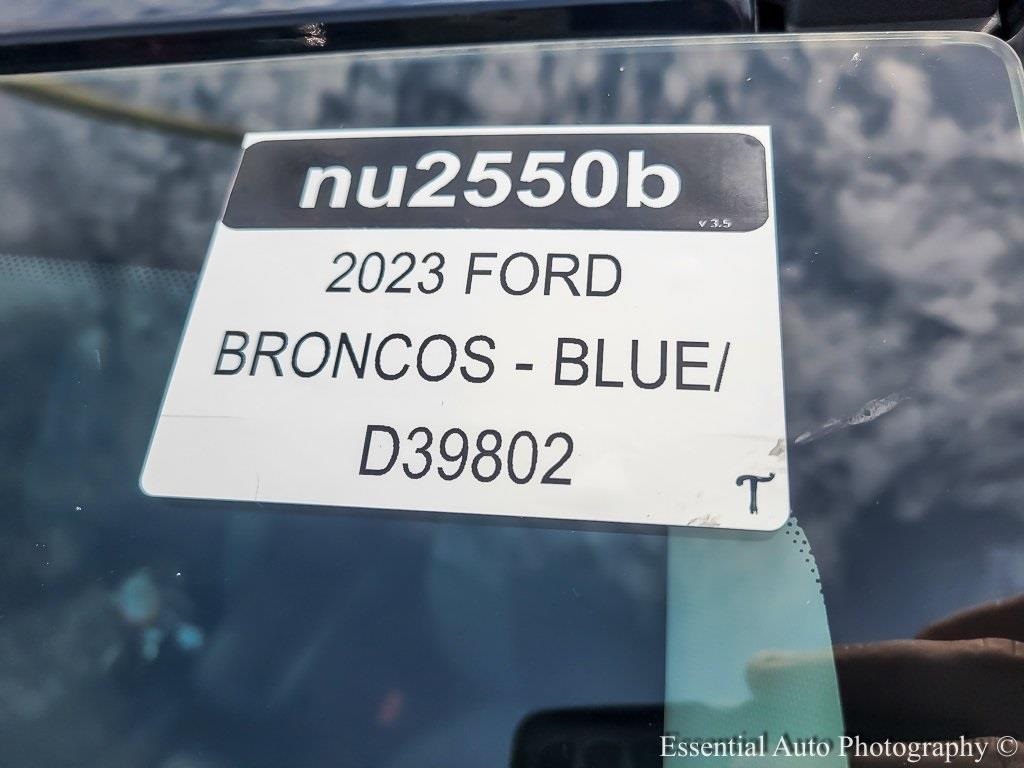 nu2550b
v 3.5
2023 FORD
BRONCOS - BLUE/
D39802
T
Essential Auto Photography ©